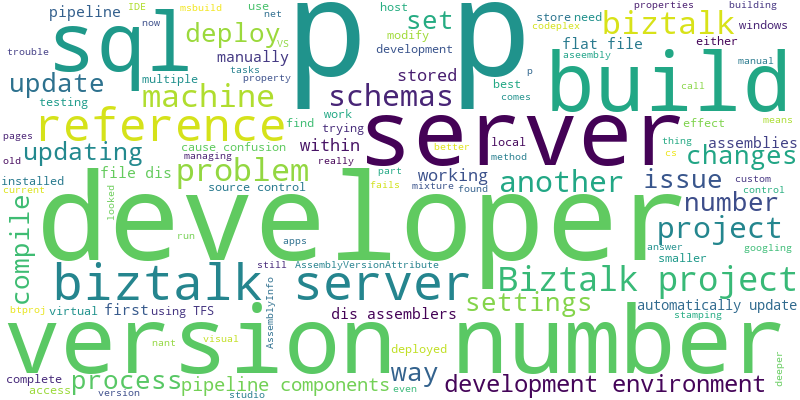 IDE
msbuild
use
host
store
need
properties
building
pipeline
now
net
set
codeplex
biztalk
windows
sql
p p
deploy
VS
modify
flat file
either
trouble
manually
development
aseembly
manual
update
multiple
tasks
property
stored
best
comes
p
build
call
testing
machine
schemas
work
effect
means
pages
reference
find
trying
server
local
thing
assemblies
old
updating
cause confusion
within
better
method
cs
changes
managing
really
installed
file dis
problem
part
fails
working
another
issue
custom
control
current
source control
mixture
found
number
compile
looked
developer
project
run
apps
answer
googling
smaller
biztalk server
still
AssemblyVersionAttribute
Biztalk project
AssemblyInfo
btproj
virtual
first
using TFS
dis assemblers
settings
automatically update
stamping
version number
nant
visual
deployed
way
complete
access
process
version
pipeline components
studio
even
development environment
deeper